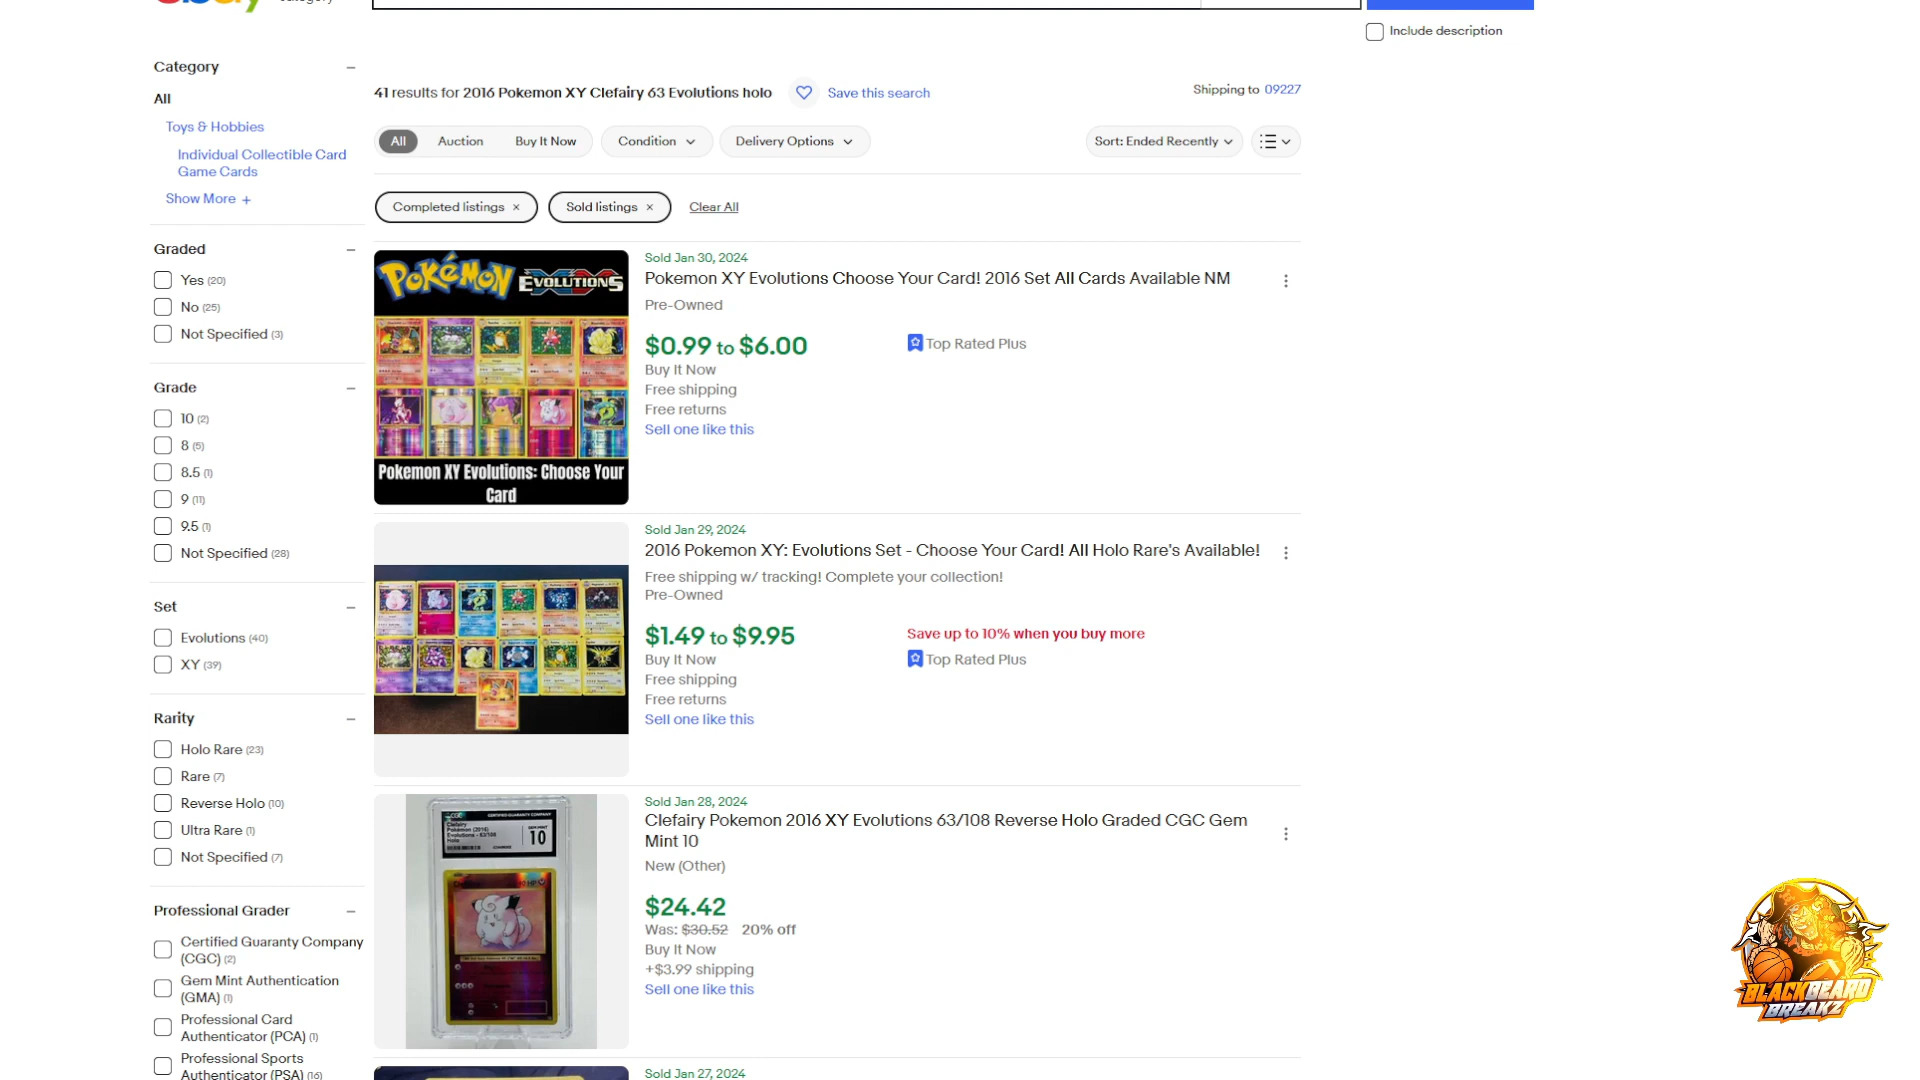 Include description
Category
All
Toys & Hobbies
Individual Collectible Card
Game Cards
Show More +
Graded
Yes (20)
No (25)
Not Specified (3)
Grade
10 (2)
8 (5)
8.5 (1)
9 (11)
9.5 (1)
Not Specified (28)
Set
Evolutions (40)
XY (39)
Rarity
Holo Rare (23)
Rare (7)
Reverse Holo (10)
Ultra Rare (1)
Not Specified (7)
Professional Grader
Certified Guaranty Company
(CGC) (2)
Gem Mint Authentication
(GMA) (1)
Professional Card
Authenticator (PCA) (1)
Professional Sports
Authenticator (PSA) (16)
41 results for 2016 Pokemon XY Clefairy 63 Evolutions holo
Save this search
Shipping to 09227
All
Auction
Buy It Now
Condition
Delivery Options
Sort: Ended Recently
Completed listings ×
Sold listings ×
Clear All
POKÉMON
EVOLUTIONS
Pokemon XY Evolutions: Choose Your
Card
Sold Jan 30, 2024
Pokemon XY Evolutions Choose Your Card! 2016 Set All Cards Available NM
Pre-Owned
$0.99 to $6.00
Top Rated Plus
Buy It Now
Free shipping
Free returns
Sell one like this
Sold Jan 29, 2024
2016 Pokemon XY: Evolutions Set - Choose Your Card! All Holo Rare's Available!
Free shipping w/ tracking! Complete your collection!
Pre-Owned
$1.49 to $9.95
Save up to 10% when you buy more
Buy It Now
Top Rated Plus
Free shipping
Free returns
Sell one like this
CGC
CERTIFIED GUARANTY COMPANY
Clefairy
Pokémon (2016)
Evolutions - 63/108
Holo
GEM MINT
10
Sold Jan 28, 2024
Clefairy Pokemon 2016 XY Evolutions 63/108 Reverse Holo Graded CGC Gem
Mint 10
New (Other)
$24.42
Was: $30.52 20% off
Buy It Now
+$3.99 shipping
Sell one like this
Sold Jan 27, 2024
BLACKBEARD
BREAKZ